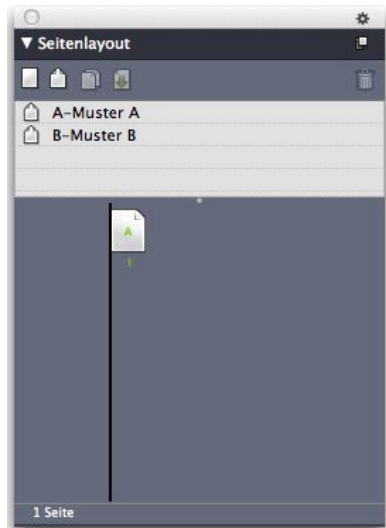 Seitenlayout
A-Muster A
B-Muster B
A
1
1 Seite